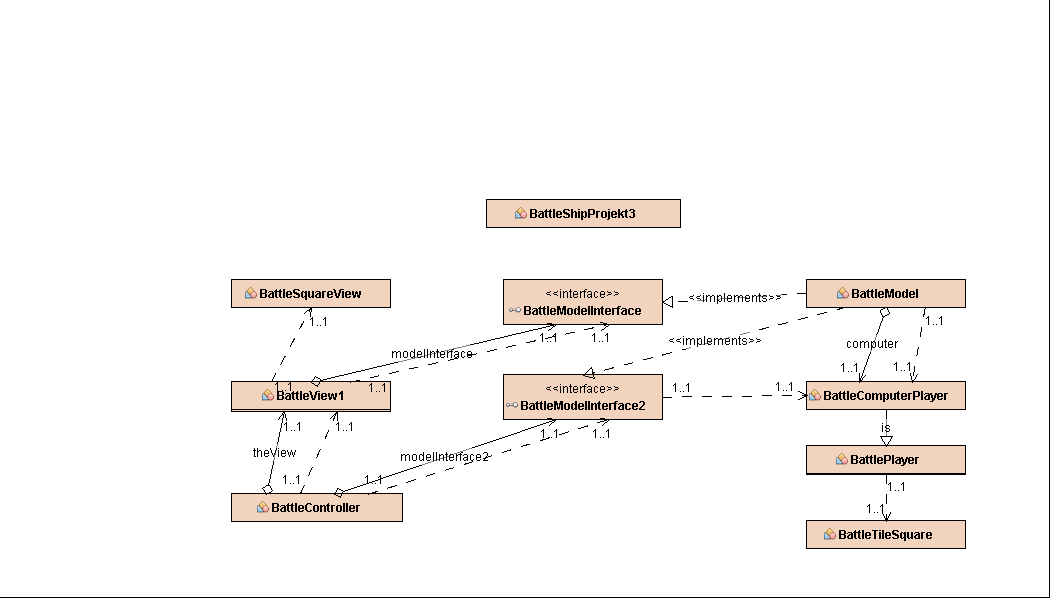 BattleShipProjekt3
BattleSquareView
<<interface>>
BattleModelInterface
<<implements>>
BattleModel
1..1
1..1
1..1
1..1
<<implements>>
computer
modelInterface
1..1
1..1
1..1
1..1
BattleView1
<<interface>>
BattleModelInterface2
1..1
1..1
BattleComputerPlayer
1..1
1..1
1..1
1..1
is
theView
modelInterface2
BattlePlayer
1..1
1..1
1..1
BattleController
1..1
BattleTileSquare